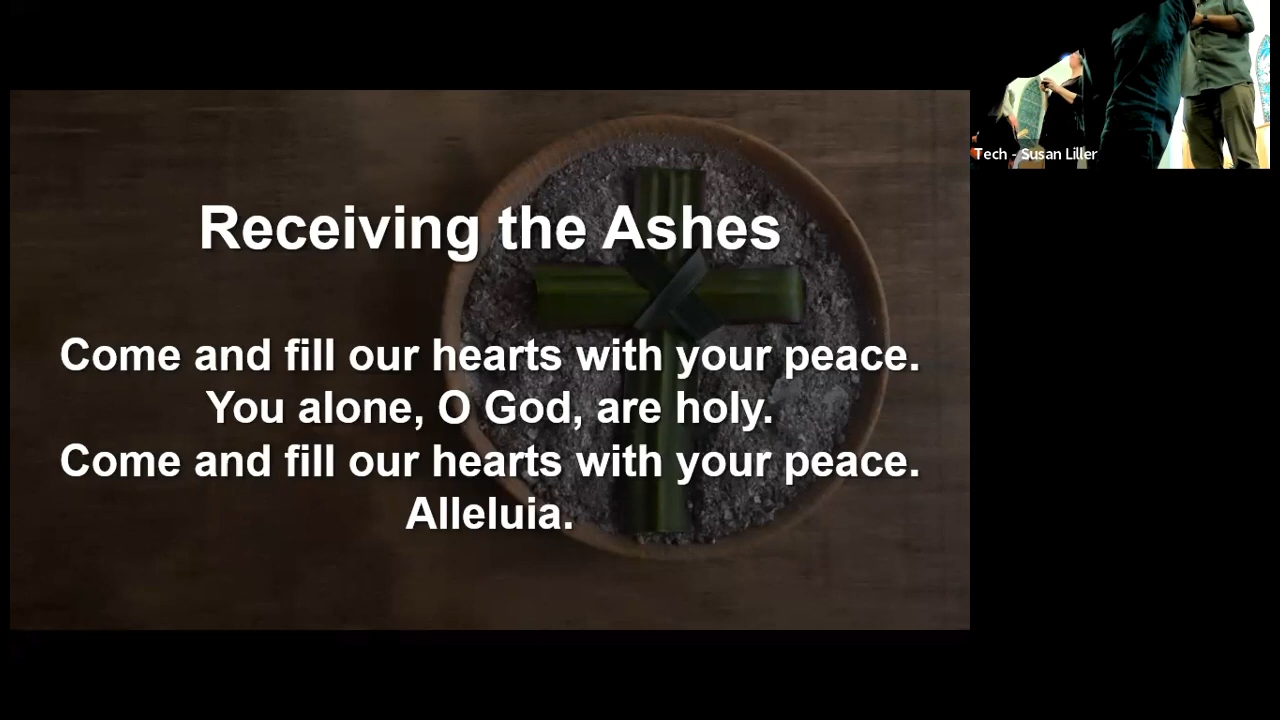 Receiving the Ashes
Come and fill our hearts with your peace.
You alone, O God, are holy.
Come and fill our hearts with your peace.
Alleluia.
Tech - Susan Liller